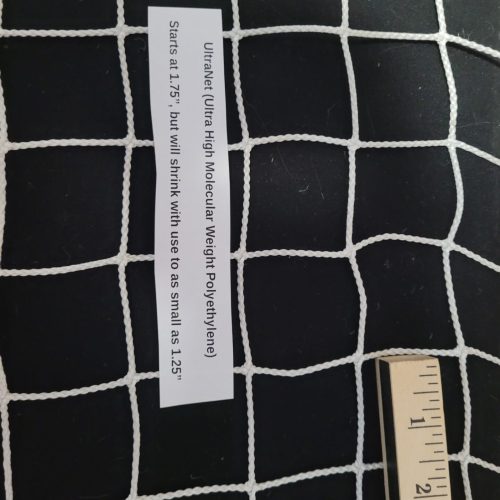 UltraNet (Ultra High Molecular Weight Polyethylene)
Starts at 1.75”, but will shrink with use to as small as 1.25”
1
2